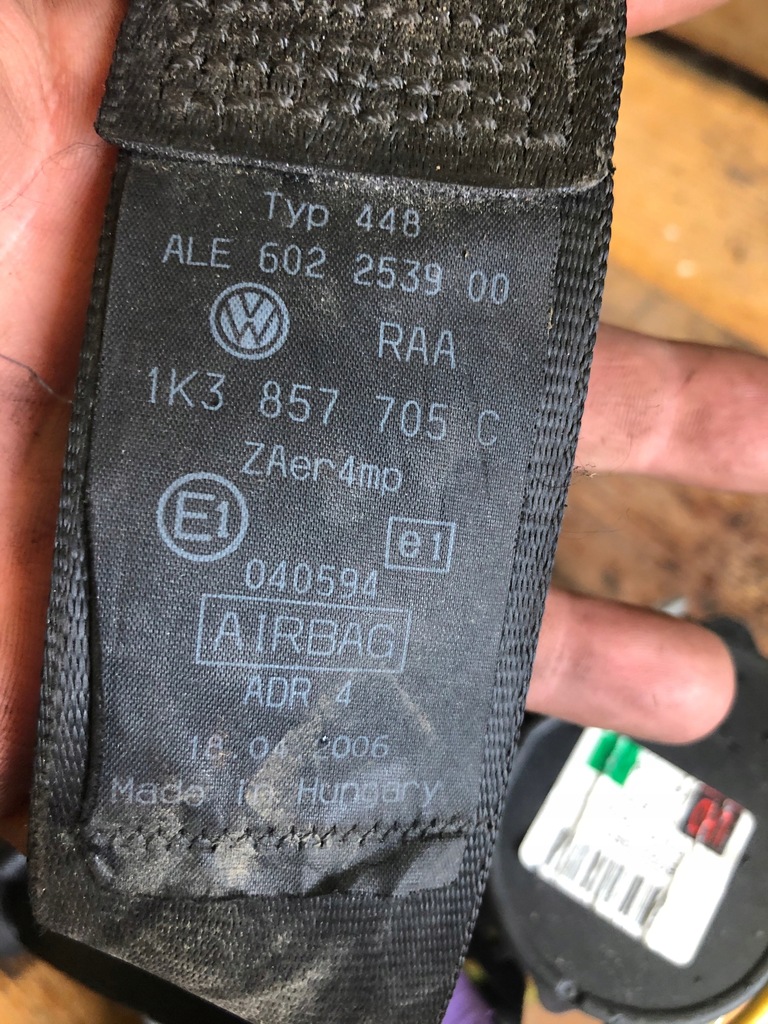 Typ 448
ALE 602 2539 00
VW RAA
1K3 857 705 C
ZAer4mp
E1
e1
040594
AIRBAG
ADR 4
18 04 2006
Made in Hungary